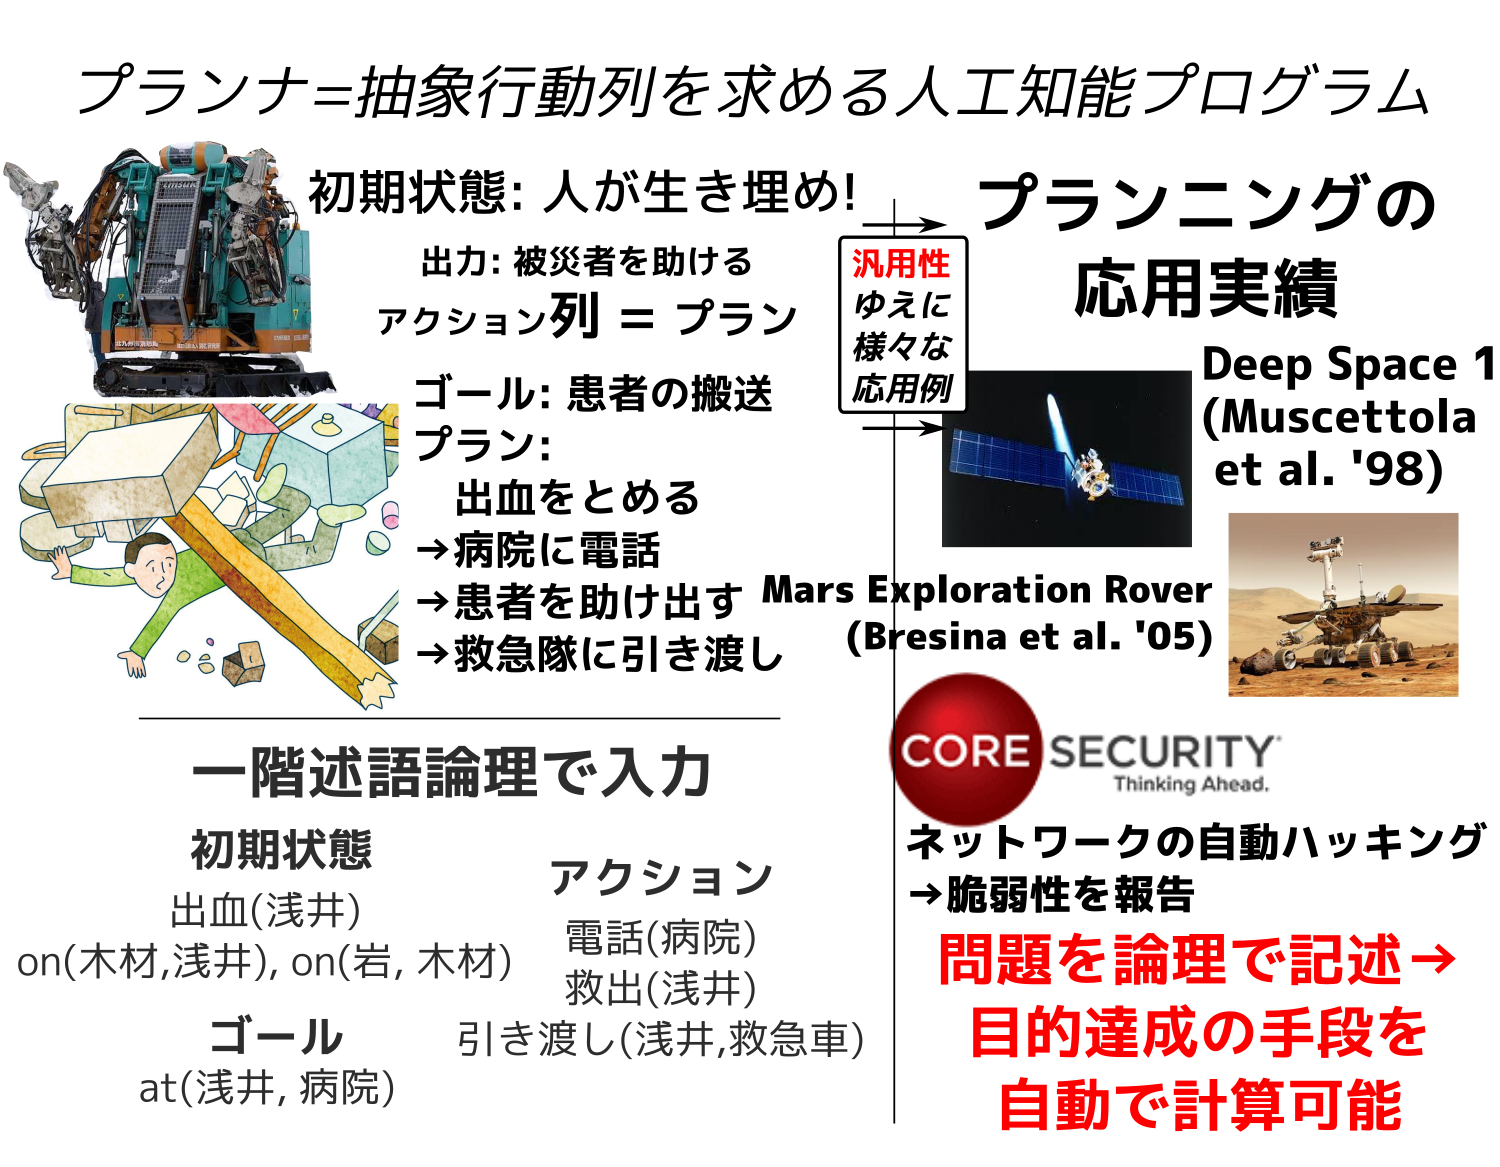 プランナ=抽象行動列を求める人工知能プログラム
初期状態: 人が生き埋め!
出力: 被災者を助ける
アクション列 = プラン
ゴール: 患者の搬送
プラン:
出血をとめる
→病院に電話
→患者を助け出す
→救急隊に引き渡し
一階述語論理で入力
初期状態
出血(浅井)
on(木材,浅井), on(岩, 木材)
ゴール
at(浅井, 病院)
アクション
電話(病院)
救出(浅井)
引き渡し(浅井,救急車)
汎用性
ゆえに
様々な
応用例
プランニングの
応用実績
Deep Space 1
(Muscettola
et al. '98)
Mars Exploration Rover
(Bresina et al. '05)
CORE SECURITY
Thinking Ahead.
ネットワークの自動ハッキング
→脆弱性を報告
問題を論理で記述→
目的達成の手段を
自動で計算可能